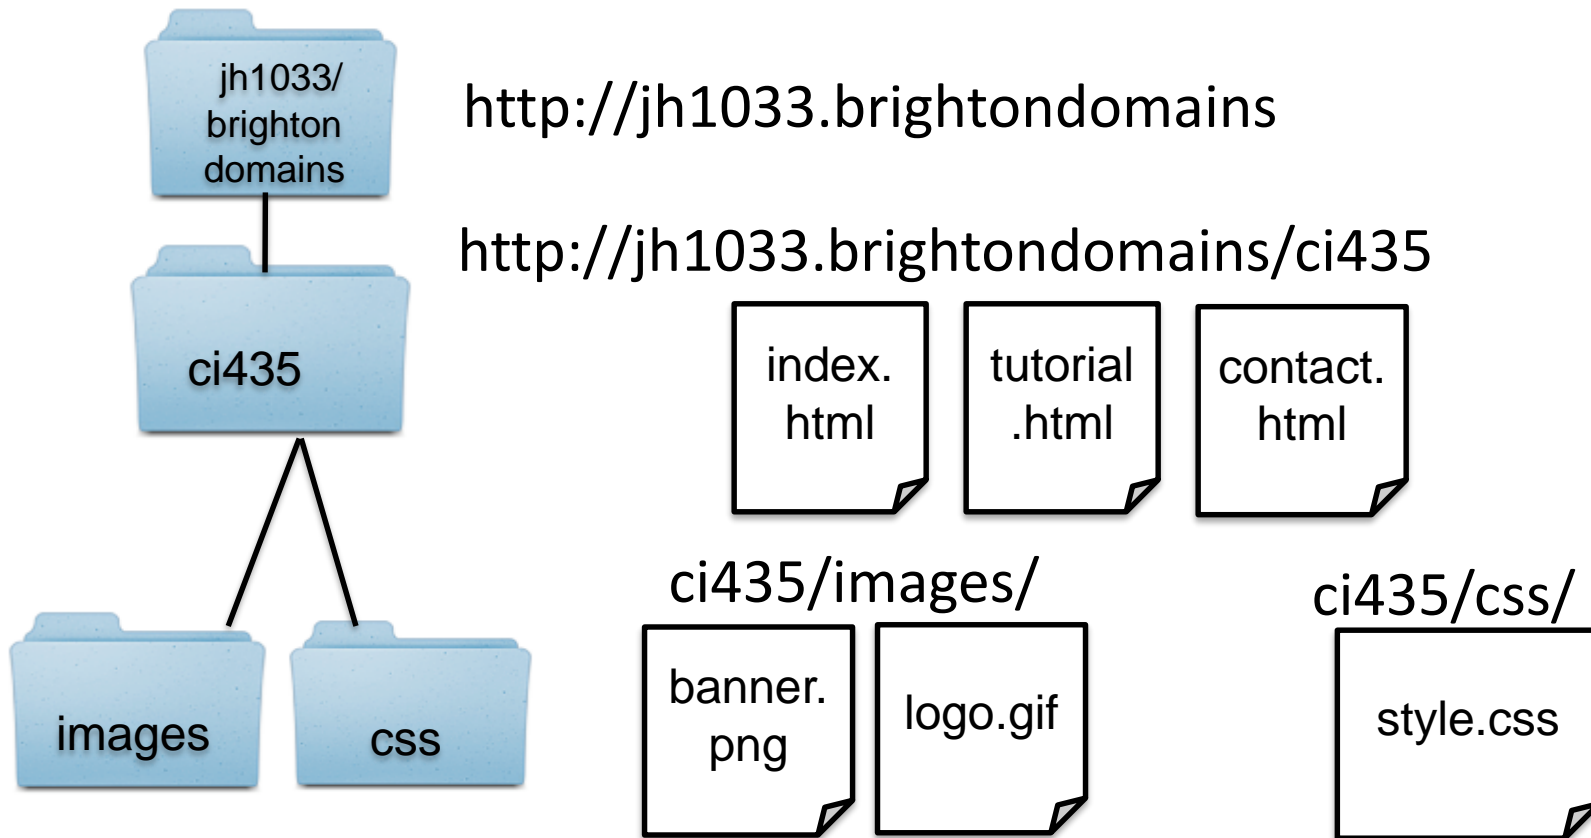 jh1033/
brighton
domains
http://jh1033.brightondomains
http://jh1033.brightondomains/ci435
ci435
index.
html
tutorial
.html
contact.
html
ci435/images/
ci435/css/
images
css
banner.
png
logo.gif
style.css